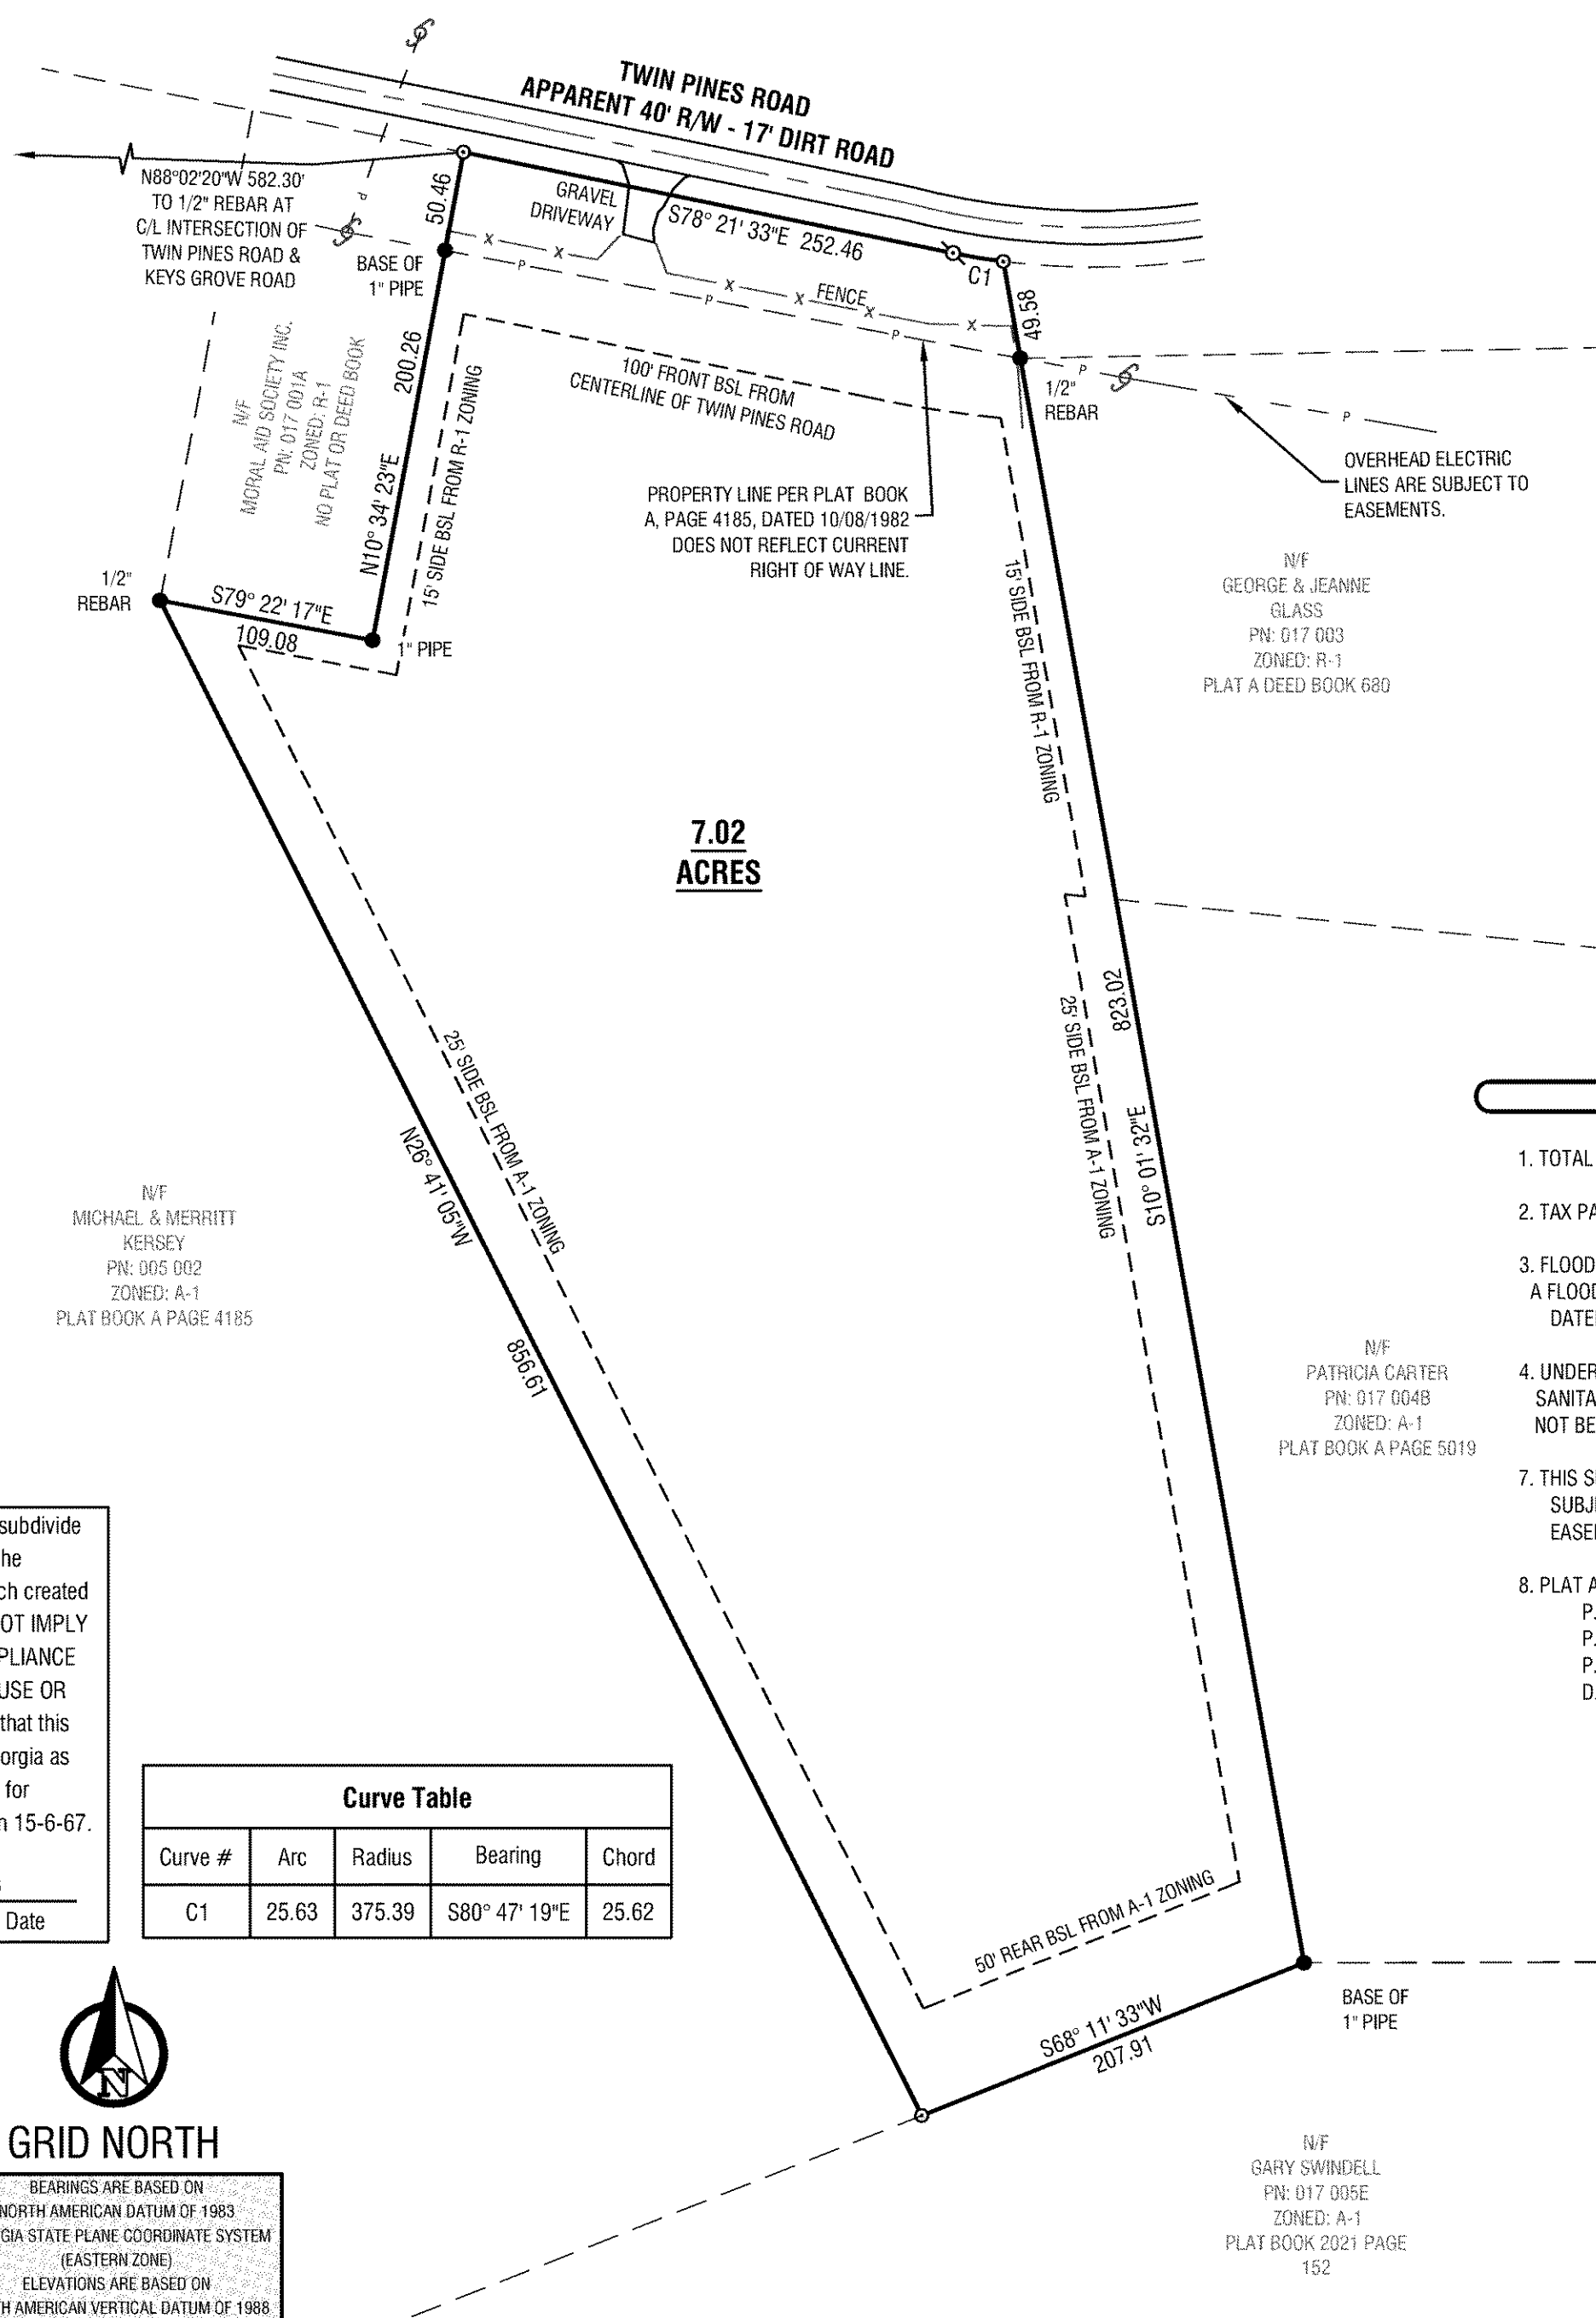 TWIN PINES ROAD
APPARENT 40' R/W - 17' DIRT ROAD
N88°02'20"W 582.30'
TO 1/2" REBAR AT
C/L INTERSECTION OF
TWIN PINES ROAD &
KEYS GROVE ROAD
50.46
GRAVEL
DRIVEWAY
S78° 21' 33"E 252.46
C1
BASE OF
1" PIPE
X
X
P
X
X
FENCE
X
X
P
P
P
49.58
1/2"
REBAR
P
P
OVERHEAD ELECTRIC
LINES ARE SUBJECT TO
EASEMENTS.
N/F
MORAL AID SOCIETY INC.
PN: 017 001A
ZONED: R-1
NO PLAT OR DEED BOOK
200.26
N10° 34' 23"E
15' SIDE BSL FROM R-1 ZONING
100' FRONT BSL FROM
CENTERLINE OF TWIN PINES ROAD
PROPERTY LINE PER PLAT BOOK
A, PAGE 4185, DATED 10/08/1982
DOES NOT REFLECT CURRENT
RIGHT OF WAY LINE.
15' SIDE BSL FROM R-1 ZONING
N/F
GEORGE & JEANNE
GLASS
PN: 017 003
ZONED: R-1
PLAT A DEED BOOK 680
1/2"
REBAR
S79° 22' 17"E
109.08
1" PIPE
7.02
ACRES
823.02
S10° 01' 32"E
25' SIDE BSL FROM A-1 ZONING
25' SIDE BSL FROM A-1 ZONING
N26° 41' 05"W
856.61
N/F
MICHAEL & MERRITT
KERSEY
PN: 005 002
ZONED: A-1
PLAT BOOK A PAGE 4185
N/F
PATRICIA CARTER
PN: 017 004B
ZONED: A-1
PLAT BOOK A PAGE 5019
1. TOTAL
2. TAX PA
3. FLOOD
A FLOOD
DATE
4. UNDER
SANITA
NOT BE
7. THIS S
SUBJ
EASE
8. PLAT A
P.
P.
P.
D.
subdivide
he
ch created
OT IMPLY
PLIANCE
USE OR
that this
orgia as
for
n 15-6-67.
Date
Curve Table
Curve # Arc Radius Bearing Chord
C1 25.63 375.39 S80° 47' 19"E 25.62
50' REAR BSL FROM A-1 ZONING
S68° 11' 33"W
207.91
BASE OF
1" PIPE
N
GRID NORTH
BEARINGS ARE BASED ON
NORTH AMERICAN DATUM OF 1983
GIA STATE PLANE COORDINATE SYSTEM
(EASTERN ZONE)
ELEVATIONS ARE BASED ON
H AMERICAN VERTICAL DATUM OF 1988
N/F
GARY SWINDELL
PN: 017 005E
ZONED: A-1
PLAT BOOK 2021 PAGE
152